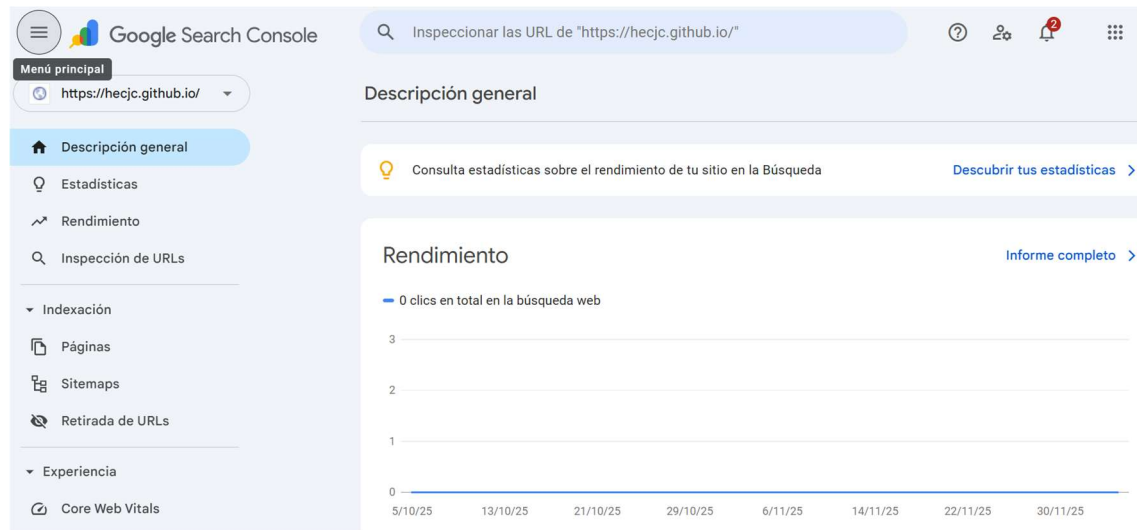 Google Search Console
Inspeccionar las URL de "https://hecjc.github.io/"
2
Menú principal
https://hecjc.github.io/
Descripción general
Estadísticas
Rendimiento
Inspección de URLs
Indexación
Páginas
Sitemaps
Retirada de URLs
Experiencia
Core Web Vitals
Descripción general
Consulta estadísticas sobre el rendimiento de tu sitio en la Búsqueda
Descubrir tus estadísticas
Rendimiento
Informe completo
0 clics en total en la búsqueda web
3
2
1
0
5/10/25 13/10/25 21/10/25 29/10/25 6/11/25 14/11/25 22/11/25 30/11/25